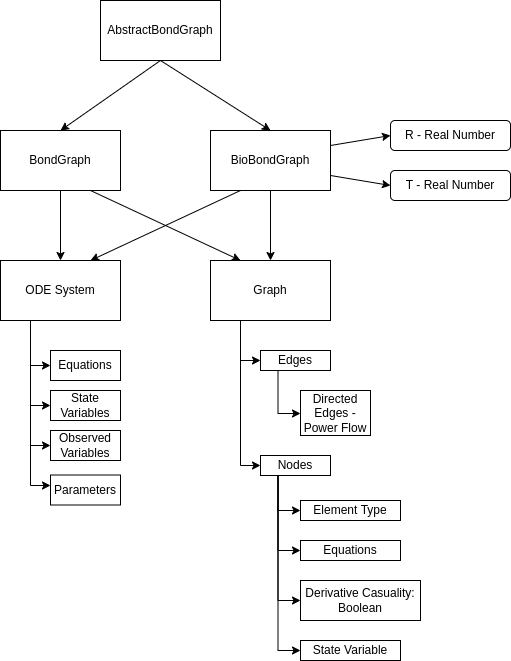 AbstractBondGraph
BondGraph
BioBondGraph
R - Real Number
T - Real Number
ODE System
Graph
Equations
State
Variables
Observed
Variables
Parameters
Edges
Directed
Edges -
Power Flow
Nodes
Element Type
Equations
Derivative Casuality:
Boolean
State Variable